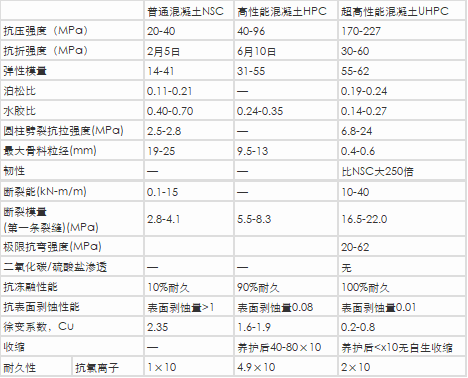 普通混凝土NSC 高性能混凝土HPC 超高性能混凝土UHPC
抗压强度（MPa） 20-40 40-96 170-227
抗折强度（MPa） 2月5日 6月10日 30-60
弹性模量 14-41 31-55 55-62
泊松比 0.11-0.21 — 0.19-0.24
水胶比 0.40-0.70 0.24-0.35 0.14-0.27
圆柱劈裂抗拉强度(MPa) 2.5-2.8 — 6.8-24
最大骨料粒径(mm) 19-25 9.5-13 0.4-0.6
韧性 — — 比NSC大250倍
断裂能(kN-m/m) 0.1-15 — 10-40
断裂模量
(第一条裂缝)(MPa) 2.8-4.1 5.5-8.3 16.5-22.0
极限抗弯强度(MPa) 20-62
二氧化碳/硫酸盐渗透 — — 无
抗冻融性能 10%耐久 90%耐久 100%耐久
抗表面剥蚀性能 表面剥蚀量>1 表面剥蚀量0.08 表面剥蚀量0.01
徐变系数，Cu 2.35 1.6-1.9 0.2-0.8
收缩 — 养护后40-80×10 养护后<x10无自生收缩
耐久性 抗氯离子 1×10 4.9×10 2×10